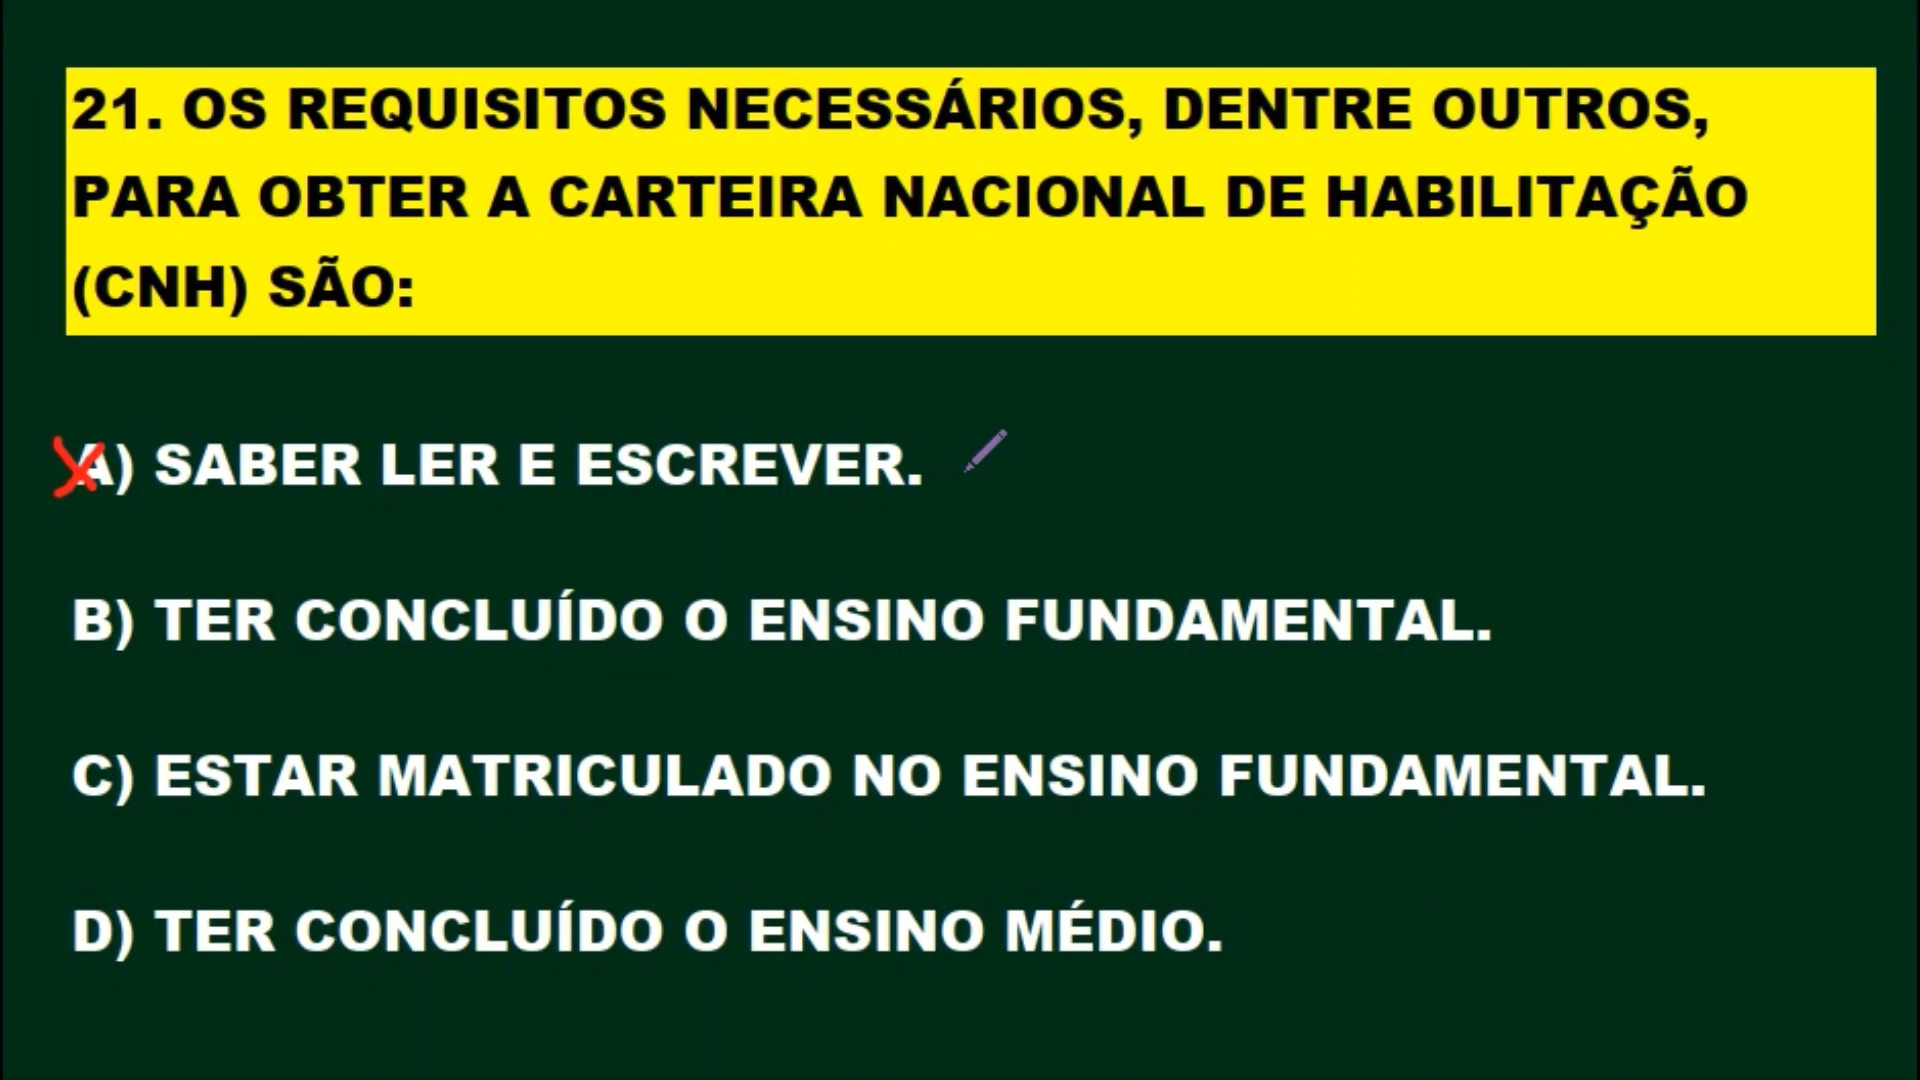 21. OS REQUISITOS NECESSÁRIOS, DENTRE OUTROS,
PARA OBTER A CARTEIRA NACIONAL DE HABILITAÇÃO
(CNH) SÃO:
A) SABER LER E ESCREVER.
B) TER CONCLUÍDO O ENSINO FUNDAMENTAL.
C) ESTAR MATRICULADO NO ENSINO FUNDAMENTAL.
D) TER CONCLUÍDO O ENSINO MÉDIO.